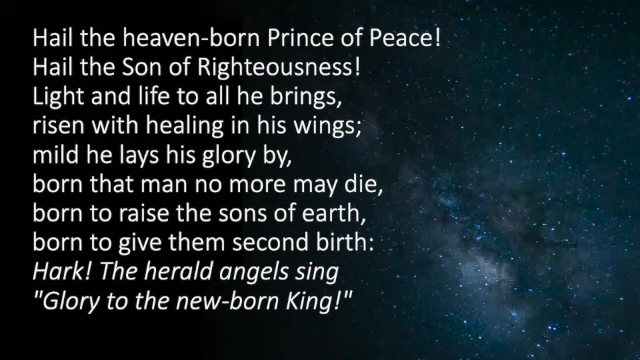 Hail the heaven-born Prince of Peace!
Hail the Son of Righteousness!
Light and life to all he brings,
risen with healing in his wings;
mild he lays his glory by,
born that man no more may die,
born to raise the sons of earth,
born to give them second birth:
Hark! The herald angels sing
"Glory to the new-born King!"